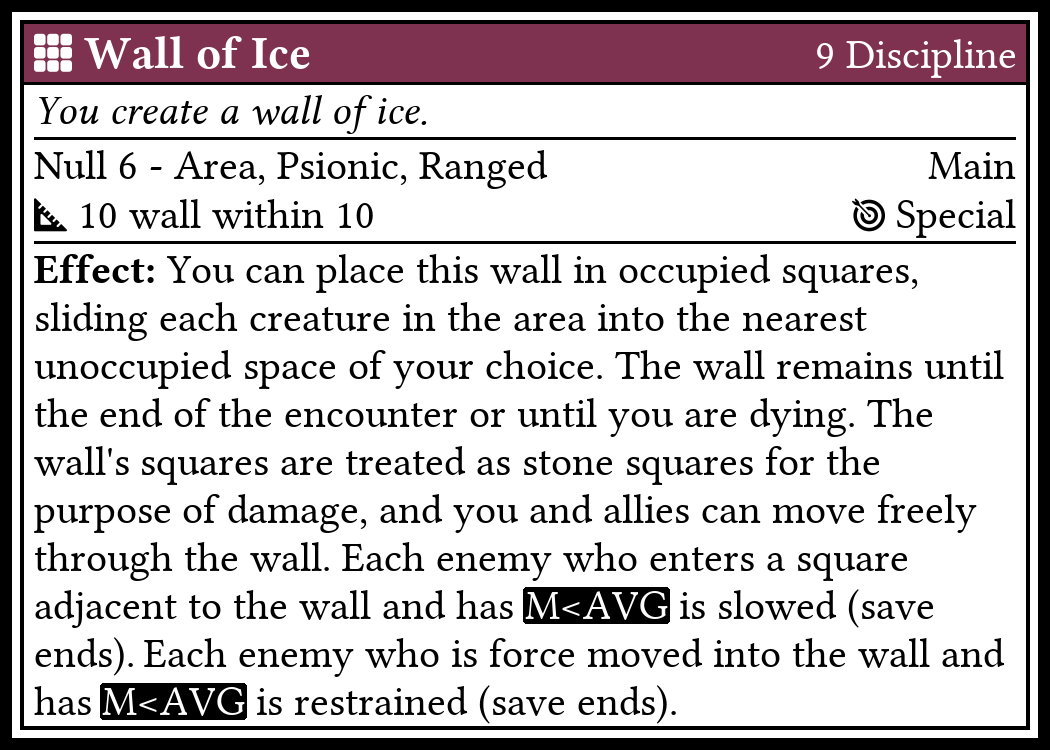 Wall of Ice 9 Discipline
You create a wall of ice.
Null 6 - Area, Psionic, Ranged Main
10 wall within 10 Special
Effect: You can place this wall in occupied squares,
sliding each creature in the area into the nearest
unoccupied space of your choice. The wall remains until
the end of the encounter or until you are dying. The
wall's squares are treated as stone squares for the
purpose of damage, and you and allies can move freely
through the wall. Each enemy who enters a square
adjacent to the wall and has M<AVG is slowed (save
ends). Each enemy who is force moved into the wall and
has M<AVG is restrained (save ends).